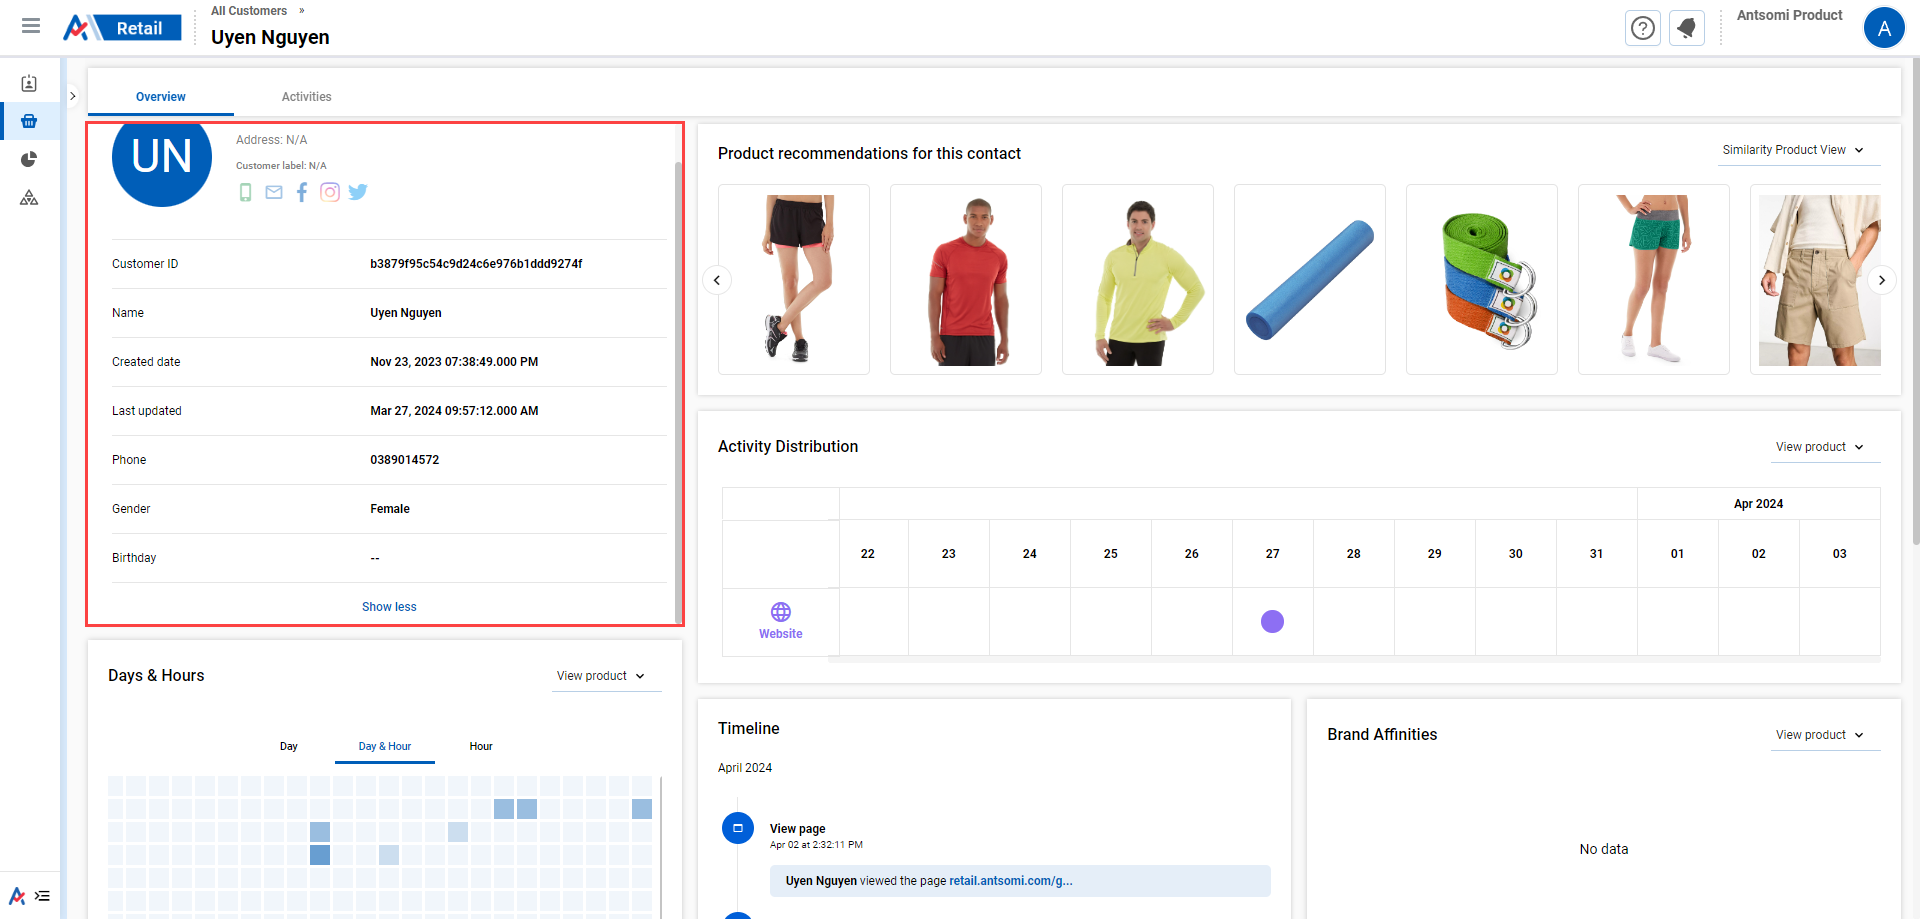 All Customers »
Retail
Uyen Nguyen
Antsomi Product
A
Overview
Activities
UN
Address: N/A
Customer label: N/A
Customer ID b3879f95c54c9d24c6e976b1ddd9274f
Name Uyen Nguyen
Created date Nov 23, 2023 07:38:49.000 PM
Last updated Mar 27, 2024 09:57:12.000 AM
Phone 0389014572
Gender Female
Birthday --
Show less
Product recommendations for this contact
Similarity Product View
Activity Distribution
View product
Apr 2024
22 23 24 25 26 27 28 29 30 31 01 02 03
Website
Days & Hours
View product
Day Day & Hour Hour
Timeline
April 2024
View page
Apr 02 at 2:32:11 PM
Uyen Nguyen viewed the page retail.antsomi.com/g...
Brand Affinities
View product
No data